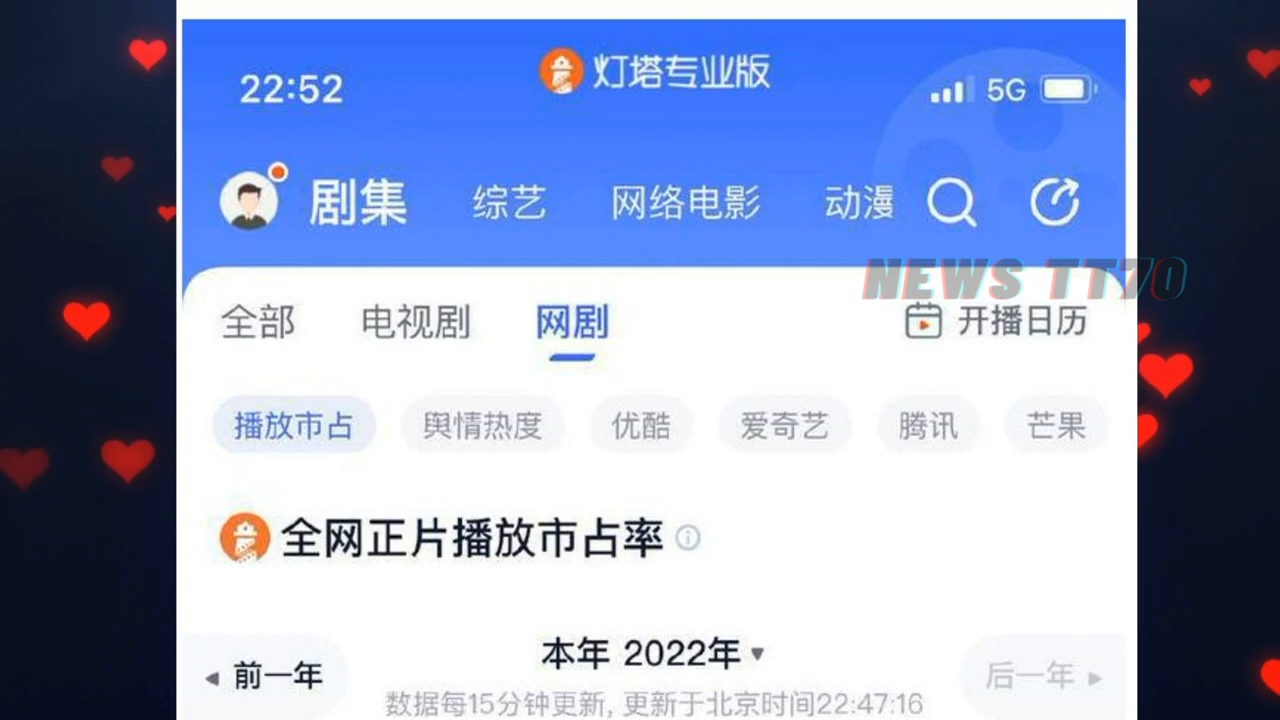 灯塔专业版
22:52
5G
剧集 综艺 网络电影 动漫
NEWS TT70
全部 电视剧 网剧 开播日历
播放市占 舆情热度 优酷 爱奇艺 腾讯 芒果
全网正片播放市占率
本年 2022年
前一年 后一年
数据每15分钟更新, 更新于北京时间22:47:16